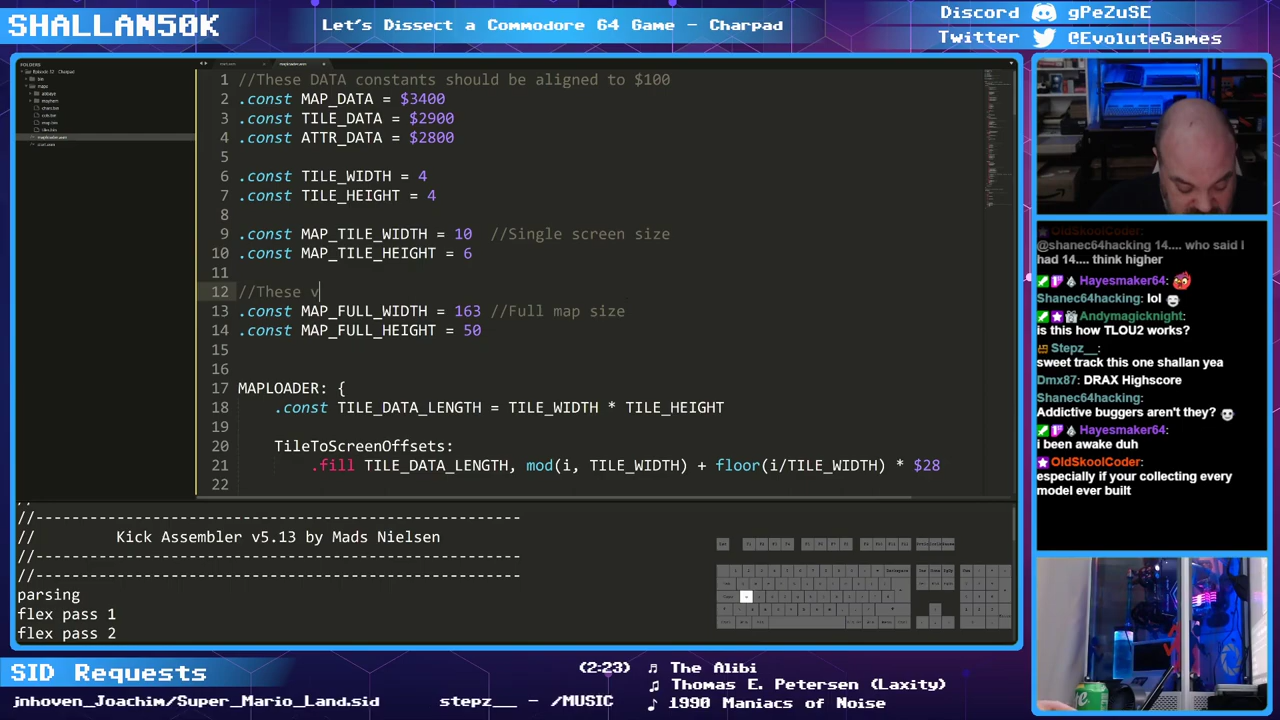 SHALLAN50K
Let's Dissect a Commodore 64 Game - Charpad
Discord gPeZuSE
Twitter @EvoluteGames
FOLDERS
1 //These DATA constants should be aligned to $100
2 .const MAP_DATA = $3400
3 .const TILE_DATA = $2900
4 .const ATTR_DATA = $2800
5
6 .const TILE_WIDTH = 4
7 .const TILE_HEIGHT = 4
8
9 .const MAP_TILE_WIDTH = 10 //Single screen size
10 .const MAP_TILE_HEIGHT = 6
11
12 //These v
13 .const MAP_FULL_WIDTH = 163 //Full map size
14 .const MAP_FULL_HEIGHT = 50
15
16
17 MAPLOADER: {
18 .const TILE_DATA_LENGTH = TILE_WIDTH * TILE_HEIGHT
19
20 TileToScreenOffsets:
21 .fill TILE_DATA_LENGTH, mod(i, TILE_WIDTH) + floor(i/TILE_WIDTH) * $28
22
//------------------------------------------------------
// Kick Assembler v5.13 by Mads Nielsen
//------------------------------------------------------
//------------------------------------------------------
parsing
flex pass 1
flex pass 2
OldSkoolCoder:
@shanec64hacking 14.... who said I
had 14.... think higher
Hayesmaker64:
Shanec64hacking: lol
Andymagicknight:
is this how TLOU2 works?
Stepz__:
sweet track this one shallan yea
Dmx87: DRAX Highscore
Shanec64hacking:
Addictive buggers aren't they?
Hayesmaker64:
i been awake duh
OldSkoolCoder:
especially if your collecting every
model ever built
SID Requests
jnhoven_Joachim/Super_Mario_Land.sid stepz__ - /MUSIC
(2:23) ♫ The Alibi
♫ Thomas E. Petersen (Laxity)
♪ 1990 Maniacs of Noise